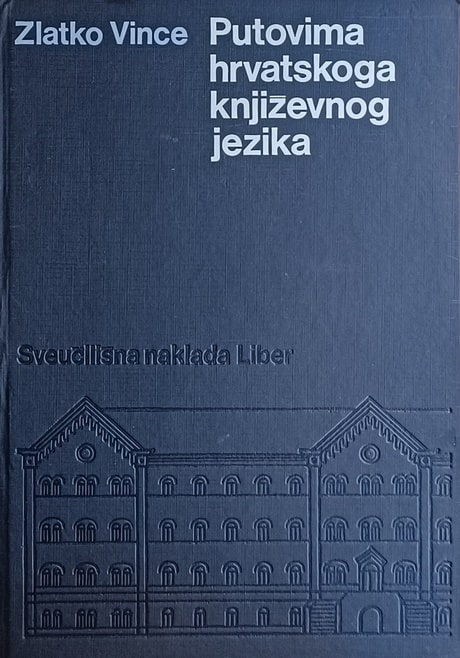 Zlatko Vince
Putovima
hrvatskoga
književnog
jezika
Sveučilišna naklada Liber